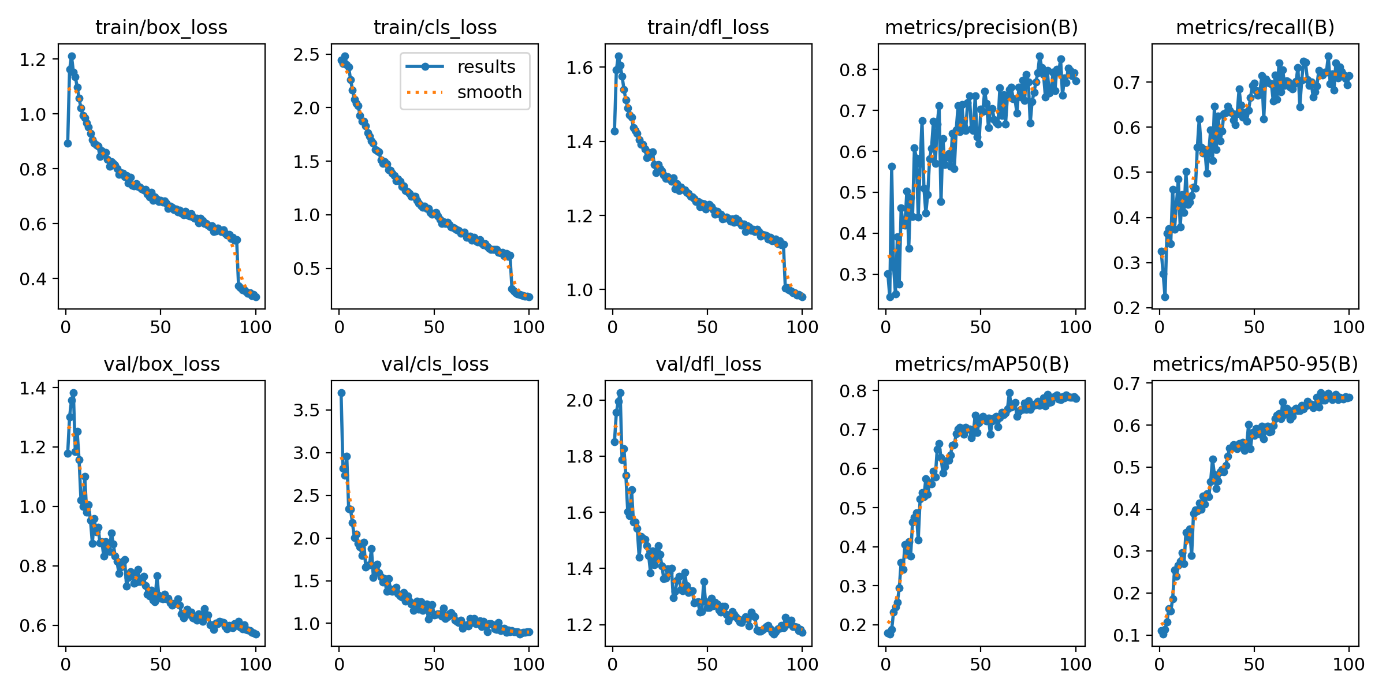 train/box_loss
train/cls_loss
train/dfl_loss
metrics/precision(B)
metrics/recall(B)
1.2
1.0
0.8
0.6
0.4
0 50 100
2.5
2.0
1.5
1.0
0.5
0 50 100
results
smooth
1.6
1.4
1.2
1.0
0 50 100
0.8
0.7
0.6
0.5
0.4
0.3
0 50 100
0.7
0.6
0.5
0.4
0.3
0.2
0 50 100
val/box_loss
val/cls_loss
val/dfl_loss
metrics/mAP50(B)
metrics/mAP50-95(B)
1.4
1.2
1.0
0.8
0.6
0 50 100
3.5
3.0
2.5
2.0
1.5
1.0
0 50 100
2.0
1.8
1.6
1.4
1.2
0 50 100
0.8
0.7
0.6
0.5
0.4
0.3
0.2
0 50 100
0.7
0.6
0.5
0.4
0.3
0.2
0.1
0 50 100